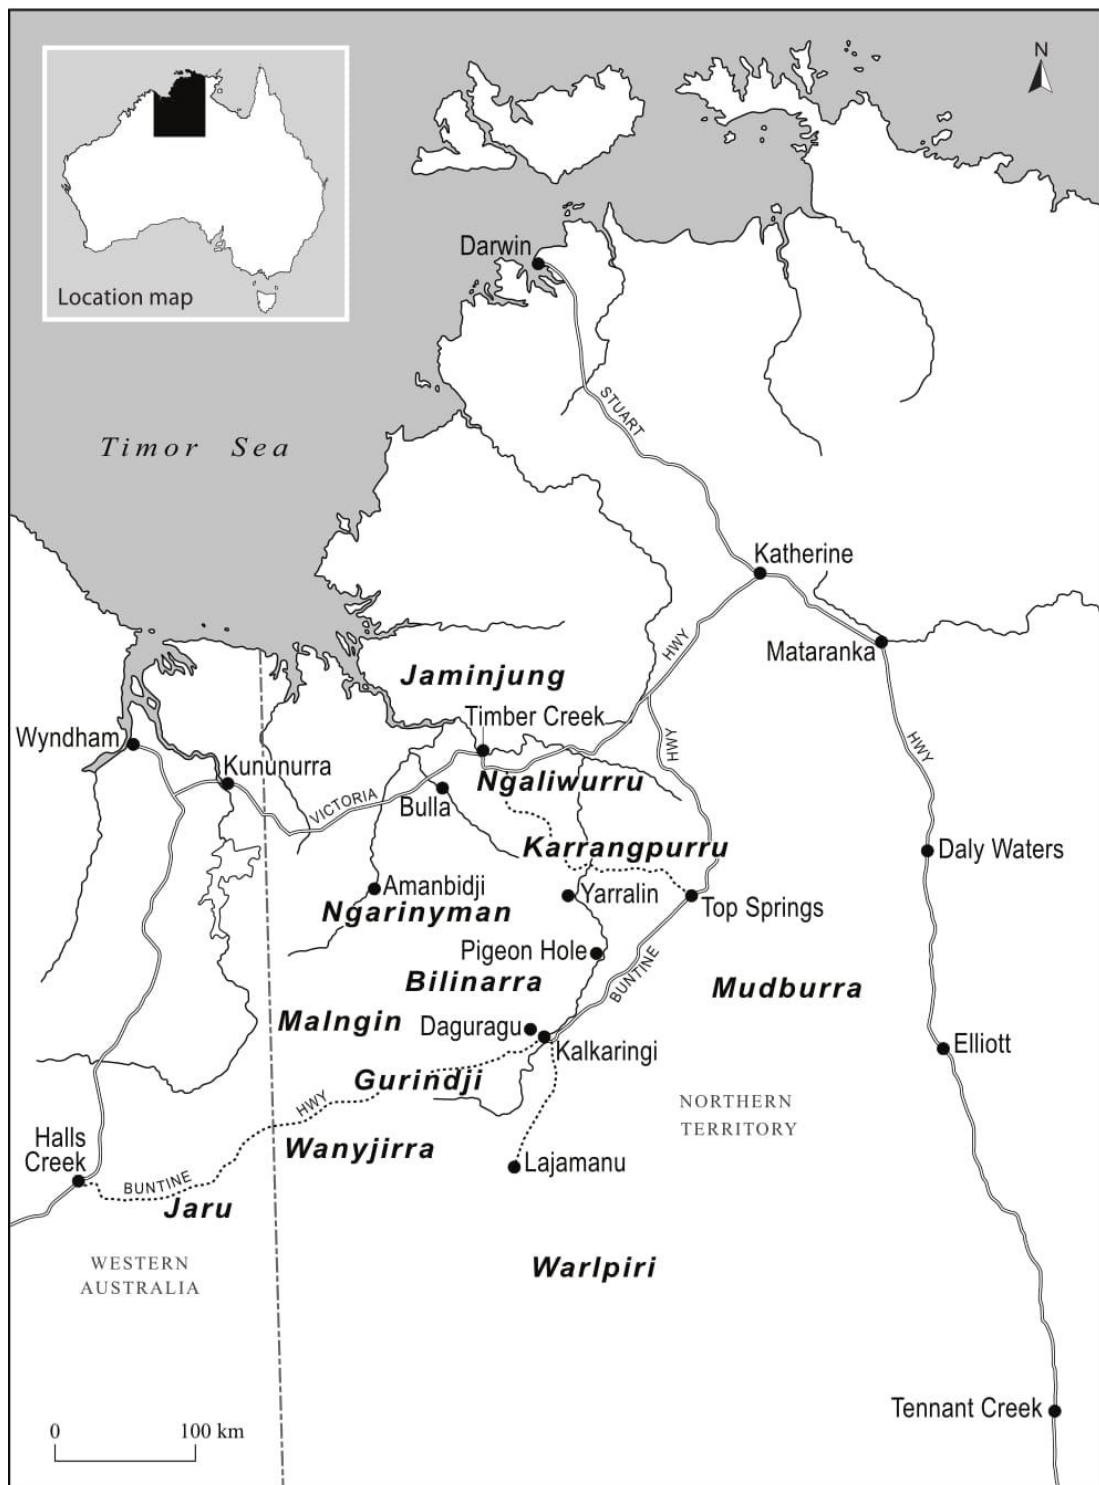 N
Location map
Darwin
Timor Sea
STUART
Katherine
HWY
Mataranka
Jaminjung
Timber Creek
Wyndham
HWY
HWY
Kununurra
Ngaliwurru
VICTORIA
Bulla
Karrangpurru
Daly Waters
Amanbidji
Yarralin
Top Springs
Ngarinyman
Pigeon Hole
BUNTINE
Bilinarra
Mudburra
Malngin
Daguragu
Kalkaringi
Elliott
Gurindji
HWY
NORTHERN
TERRITORY
Halls
Creek
Wanyjirra
Lajamanu
BUNTINE
Jaru
WESTERN
AUSTRALIA
Warlpiri
Tennant Creek
0 100 km